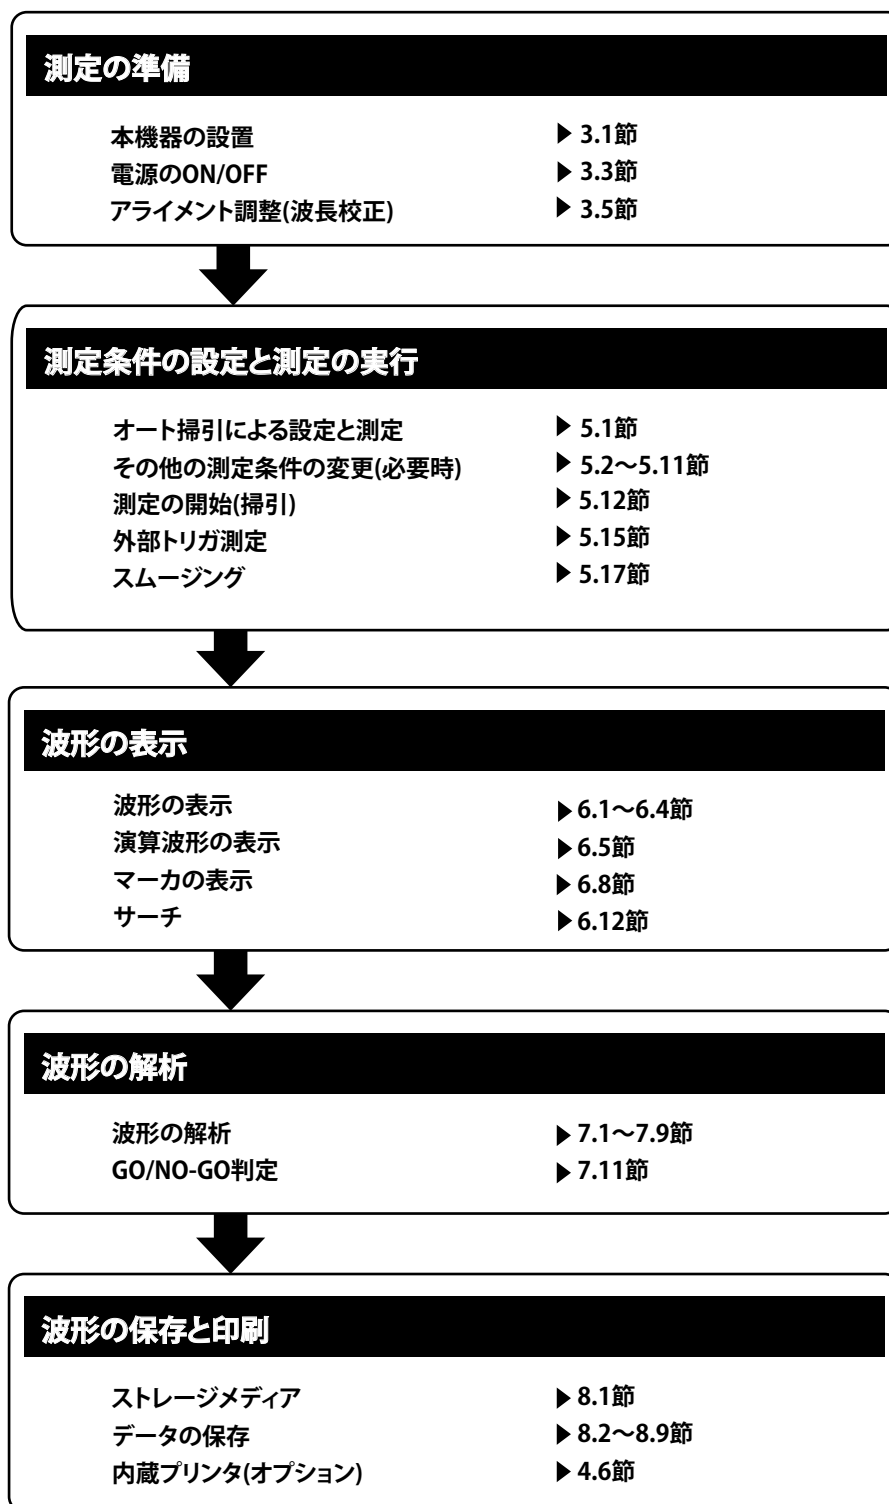 測定の準備
本機器の設置 ▶ 3.1節
電源のON/OFF ▶ 3.3節
アライメント調整(波長校正) ▶ 3.5節
測定条件の設定と測定の実行
オート掃引による設定と測定 ▶ 5.1節
その他の測定条件の変更(必要時) ▶ 5.2～5.11節
測定の開始(掃引) ▶ 5.12節
外部トリガ測定 ▶ 5.15節
スムージング ▶ 5.17節
波形の表示
波形の表示 ▶ 6.1～6.4節
演算波形の表示 ▶ 6.5節
マーカの表示 ▶ 6.8節
サーチ ▶ 6.12節
波形の解析
波形の解析 ▶ 7.1～7.9節
GO/NO-GO判定 ▶ 7.11節
波形の保存と印刷
ストレージメディア ▶ 8.1節
データの保存 ▶ 8.2～8.9節
内蔵プリンタ(オプション) ▶ 4.6節